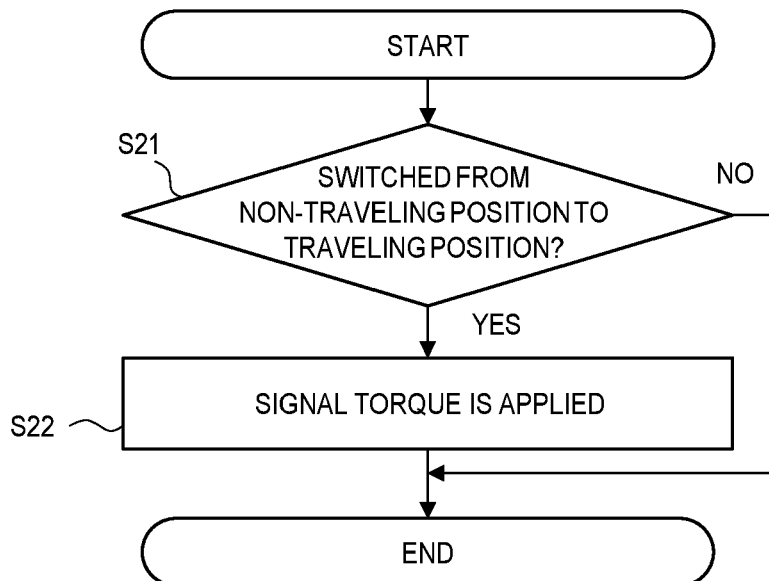 START
S21
SWITCHED FROM
NON-TRAVELING POSITION TO
TRAVELING POSITION?
NO
YES
S22
SIGNAL TORQUE IS APPLIED
END